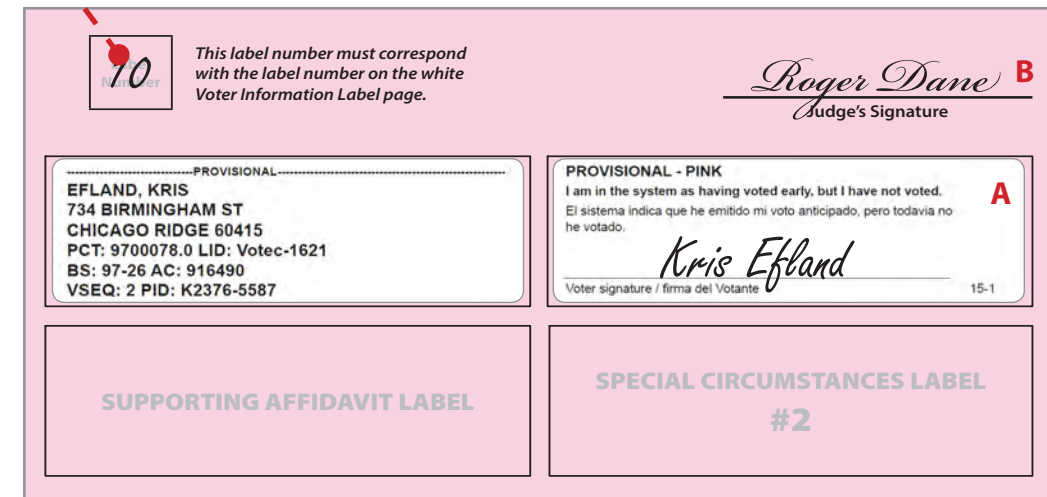 Label
Number
10
This label number must correspond
with the label number on the white
Voter Information Label page.
Roger Dane B
Judge's Signature
-----------------------------PROVISIONAL-----------------------------
EFLAND, KRIS
734 BIRMINGHAM ST
CHICAGO RIDGE 60415
PCT: 9700078.0 LID: Votec-1621
BS: 97-26 AC: 916490
VSEQ: 2 PID: K2376-5587
PROVISIONAL - PINK
I am in the system as having voted early, but I have not voted.
A
El sistema indica que he emitido mi voto anticipado, pero todavia no
he votado.
Kris Efland
Voter signature / firma del Votante 15-1
SUPPORTING AFFIDAVIT LABEL
SPECIAL CIRCUMSTANCES LABEL
#2